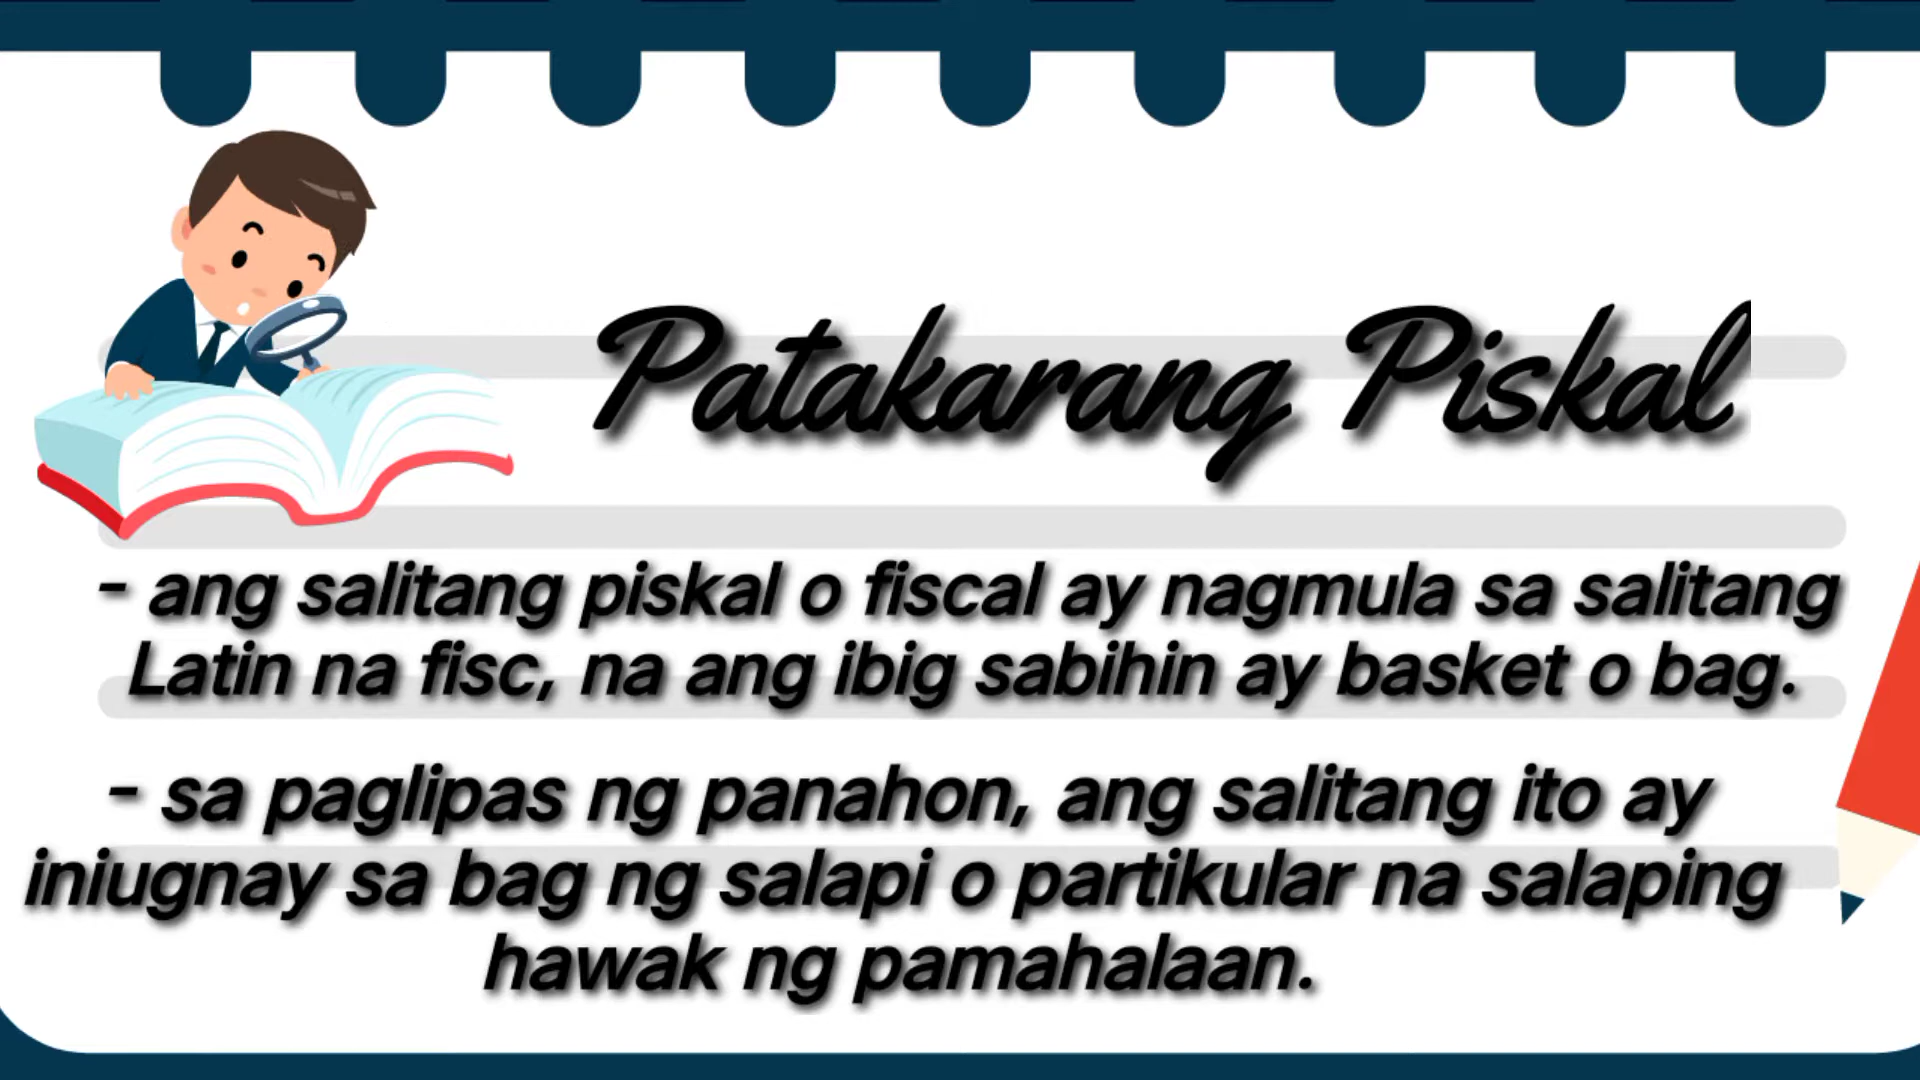 Patakarang Piskal
- ang salitang piskal o fiscal ay nagmula sa salitang
Latin na fisc, na ang ibig sabihin ay basket o bag.
- sa paglipas ng panahon, ang salitang ito ay
iniugnay sa bag ng salapi o partikular na salaping
hawak ng pamahalaan.